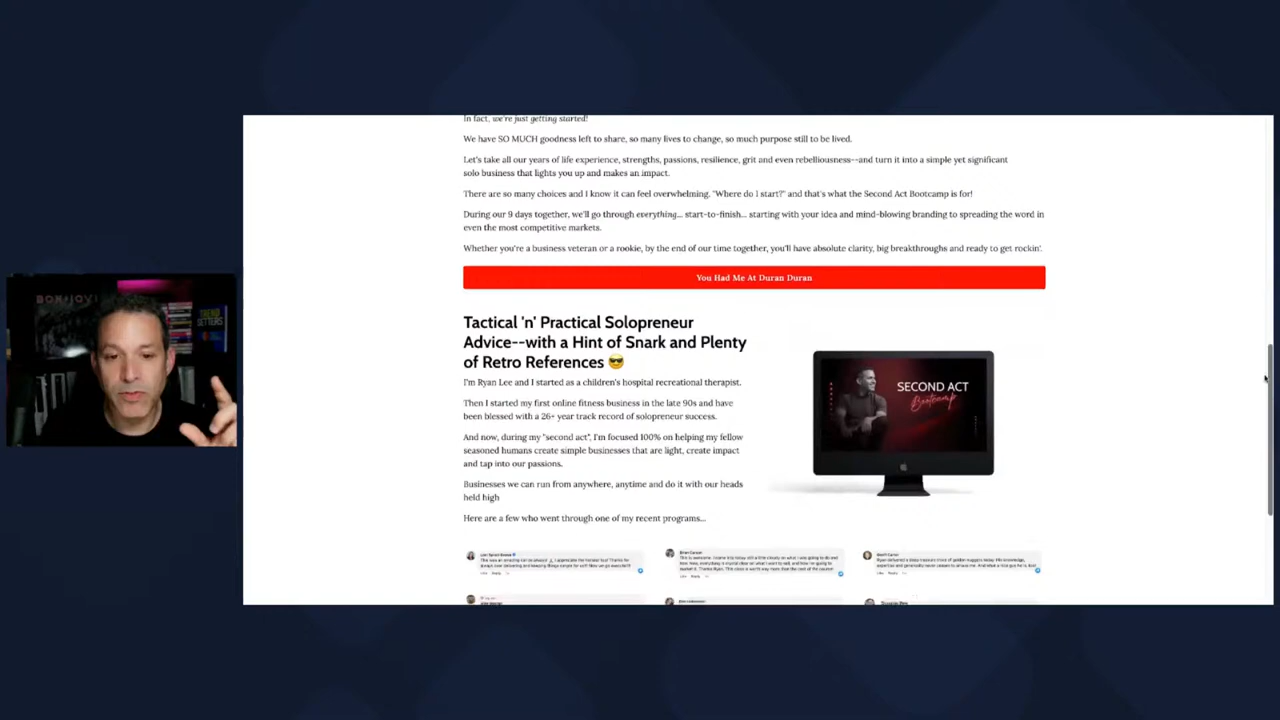 In fact, we're just getting started!
We have SO MUCH goodness left to share, so many lives to change, so much purpose still to be lived.
Let's take all our years of life experience, strengths, passions, resilience, grit and even rebelliousness--and turn it into a simple yet significant
solo business that lights you up and makes an impact.
There are so many choices and I know it can feel overwhelming. "Where do I start?" and that's what the Second Act Bootcamp is for!
During our 9 days together, we'll go through everything... start-to-finish... starting with your idea and mind-blowing branding to spreading the word in
even the most competitive markets.
Whether you're a business veteran or a rookie, by the end of our time together, you'll have absolute clarity, big breakthroughs and ready to get rockin'.
You Had Me At Duran Duran
Tactical 'n' Practical Solopreneur
Advice--with a Hint of Snark and Plenty
of Retro References 😎
I'm Ryan Lee and I started as a children's hospital recreational therapist.
Then I started my first online fitness business in the late 90s and have
been blessed with a 26+ year track record of solopreneur success.
And now, during my "second act", I'm focused 100% on helping my fellow
seasoned humans create simple businesses that are light, create impact
and tap into our passions.
Businesses we can run from anywhere, anytime and do it with our heads
held high
Here are a few who went through one of my recent programs...
SECOND ACT
Bootcamp
BON JOVI
TREND